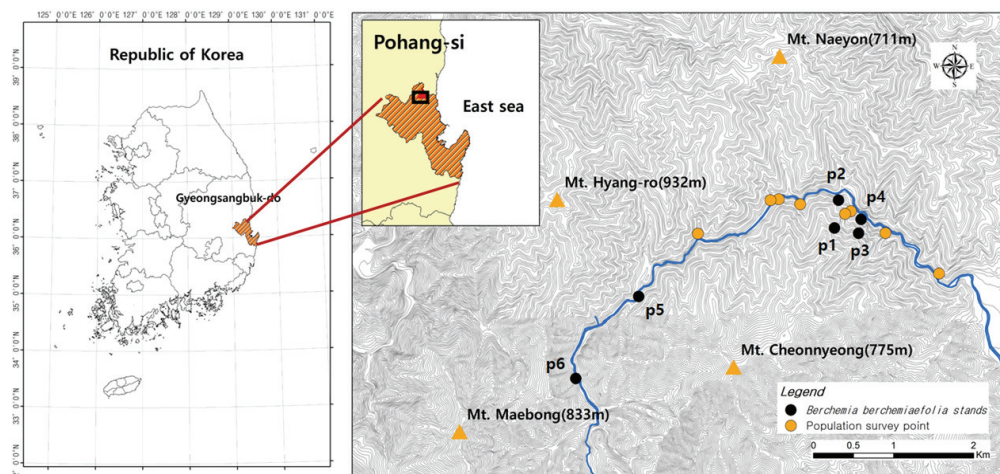 125°0'0"E 126°0'0"E 127°0'0"E 128°0'0"E 129°0'0"E 130°0'0"E 131°0'0"E
Republic of Korea
39°0'0"N
38°0'0"N
37°0'0"N
36°0'0"N
35°0'0"N
34°0'0"N
33°0'0"N
Gyeongsangbuk-do
Pohang-si
East sea
Mt. Naeyon(711m)
N
W E
S
Mt. Hyang-ro(932m)
p2
p4
p1
p3
p5
p6
Mt. Cheonnyeong(775m)
Mt. Maebong(833m)
Legend
Berchemia berchemiaefolia stands
Population survey point
0 0.5 1 2
Km